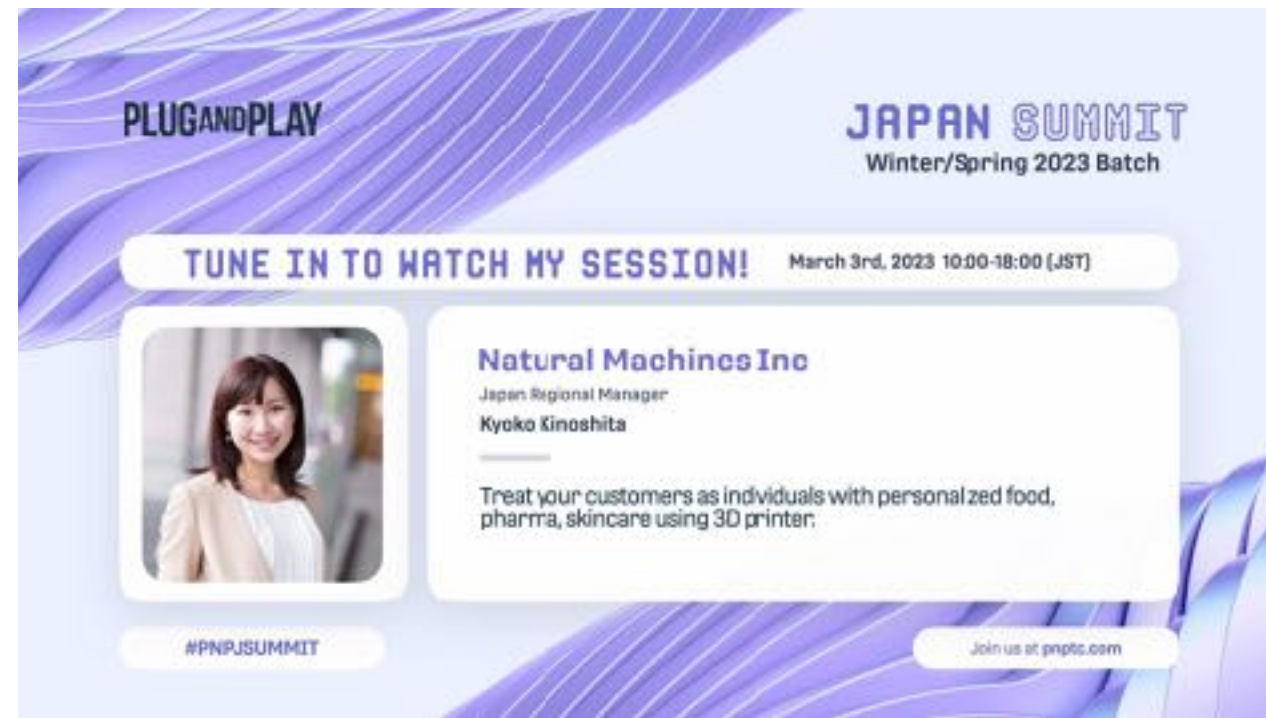 PLUGANDPLAY
JAPAN SUMMIT
Winter/Spring 2023 Batch
TUNE IN TO WATCH MY SESSION!
March 3rd, 2023 10:00-18:00 (JST)
Natural Machines Inc
Japan Regional Manager
Kyoko Kinoshita
Treat your customers as individuals with personalized food,
pharma, skincare using 3D printer.
#PNPJSUMMIT
Join us at pnptc.com